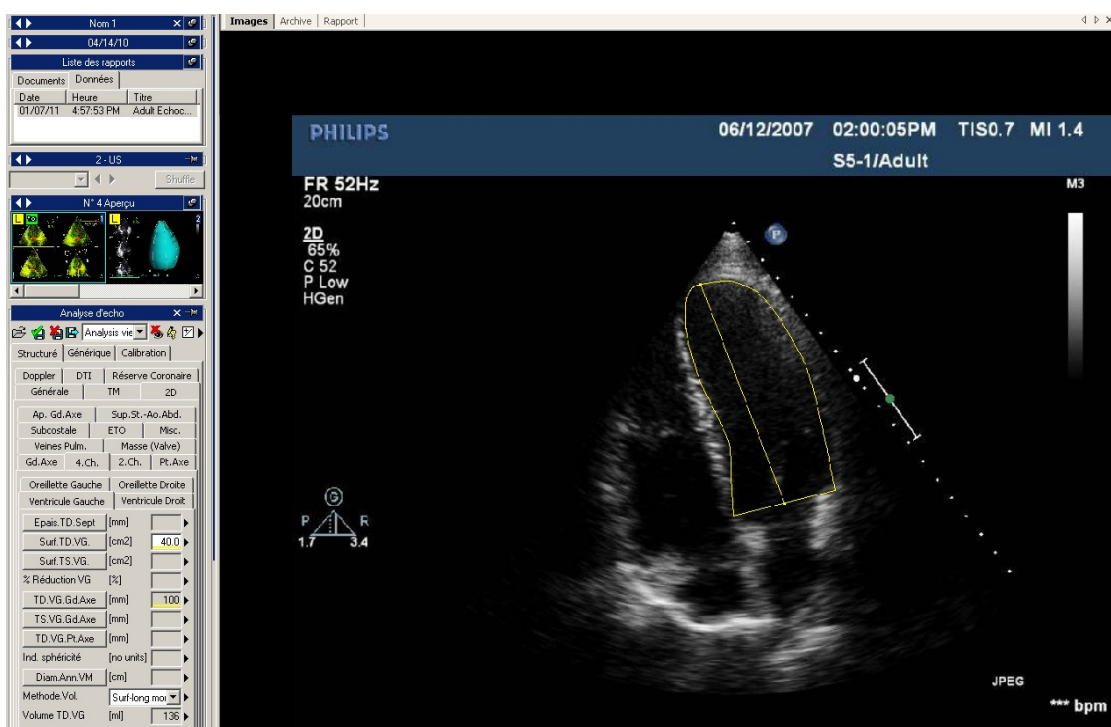 Nom 1
04/14/10
Liste des rapports
Documents Données
Date Heure Titre
01/07/11 4:57:53 PM Adult Echoc...
2 - US
Shuffle
N° 4 Aperçu
L 1 L 2
Analyse d'echo
Analysis vie
Structuré Générique Calibration
Doppler DTI Réserve Coronaire
Générale TM 2D
Ap. Gd.Axe Sup.St.-Ao.Abd.
Subcostale ETO Misc.
Veines Pulm. Masse (Valve)
Gd.Axe 4.Ch. 2.Ch. Pt.Axe
Oreillette Gauche Oreillette Droite
Ventricule Gauche Ventricule Droit
Epais.TD.Sept [mm]
Surf.TD.VG. [cm2] 40.0
Surf.TS.VG. [cm2]
% Réduction VG [%]
TD.VG.Gd.Axe [mm] 100
TS.VG.Gd.Axe [mm]
TD.VG.Pt.Axe [mm]
Ind. sphéricité [no units]
Diam.Ann.VM [cm]
Methode.Vol. Surf-long mo
Volume TD.VG [ml] 136
Images Archive Rapport
PHILIPS 06/12/2007 02:00:05PM TIS0.7 MI 1.4
S5-1/Adult
FR 52Hz
20cm
M3
P
2D
65%
C 52
P Low
HGen
G
P R
1.7 3.4
JPEG
*** bpm